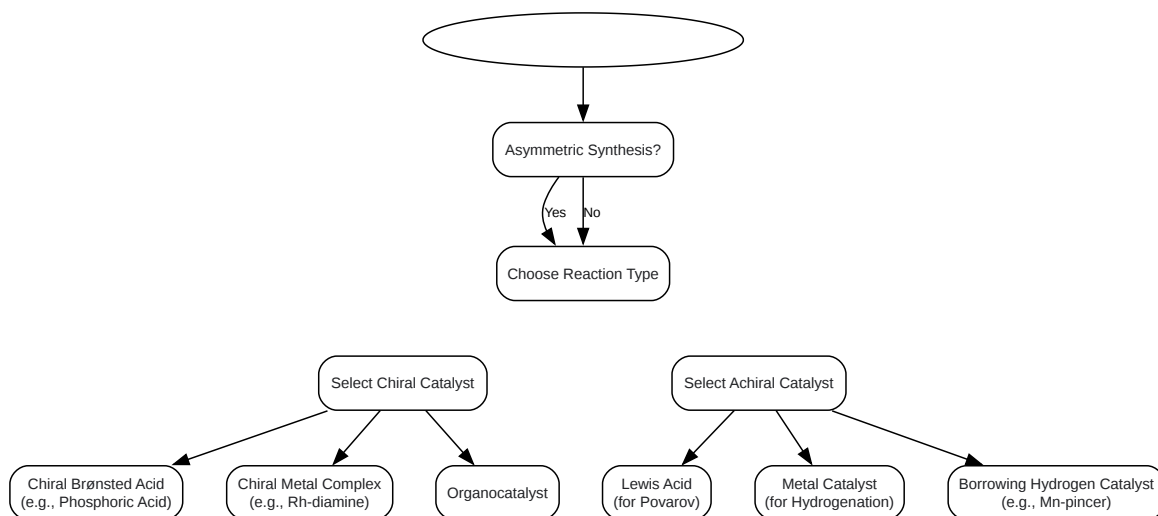 Asymmetric Synthesis?
Yes
No
Choose Reaction Type
Select Chiral Catalyst
Select Achiral Catalyst
Chiral Brønsted Acid
(e.g., Phosphoric Acid)
Chiral Metal Complex
(e.g., Rh-diamine)
Organocatalyst
Lewis Acid
(for Povarov)
Metal Catalyst
(for Hydrogenation)
Borrowing Hydrogen Catalyst
(e.g., Mn-pincer)